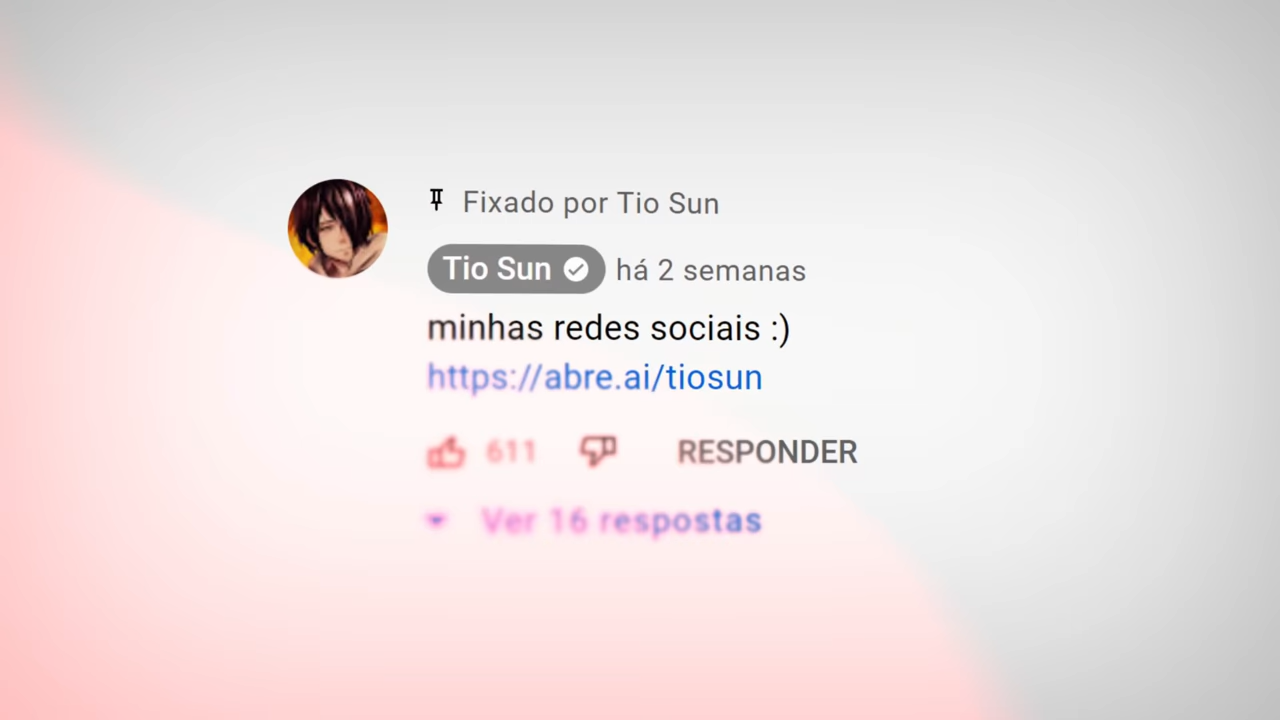 Fixado por Tio Sun
Tio Sun há 2 semanas
minhas redes sociais :)
https://abre.ai/tiosun
611 RESPONDER
Ver 16 respostas